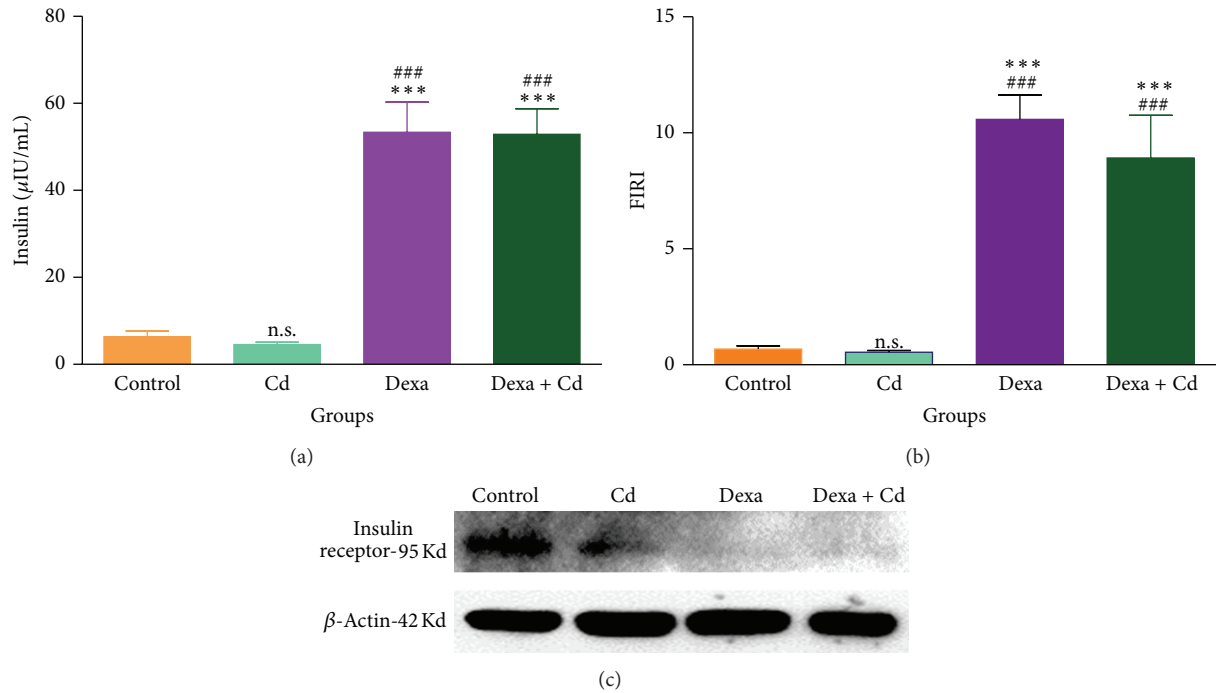 80
60
40
20
0
Insulin (μIU/mL)
n.s.
###
***
###
***
Control
Cd
Dexa
Dexa + Cd
Groups
(a)
15
10
5
0
FIRI
n.s.
***
###
***
###
Control
Cd
Dexa
Dexa + Cd
Groups
(b)
Control
Cd
Dexa
Dexa + Cd
Insulin
receptor-95 Kd
β-Actin-42 Kd
(c)